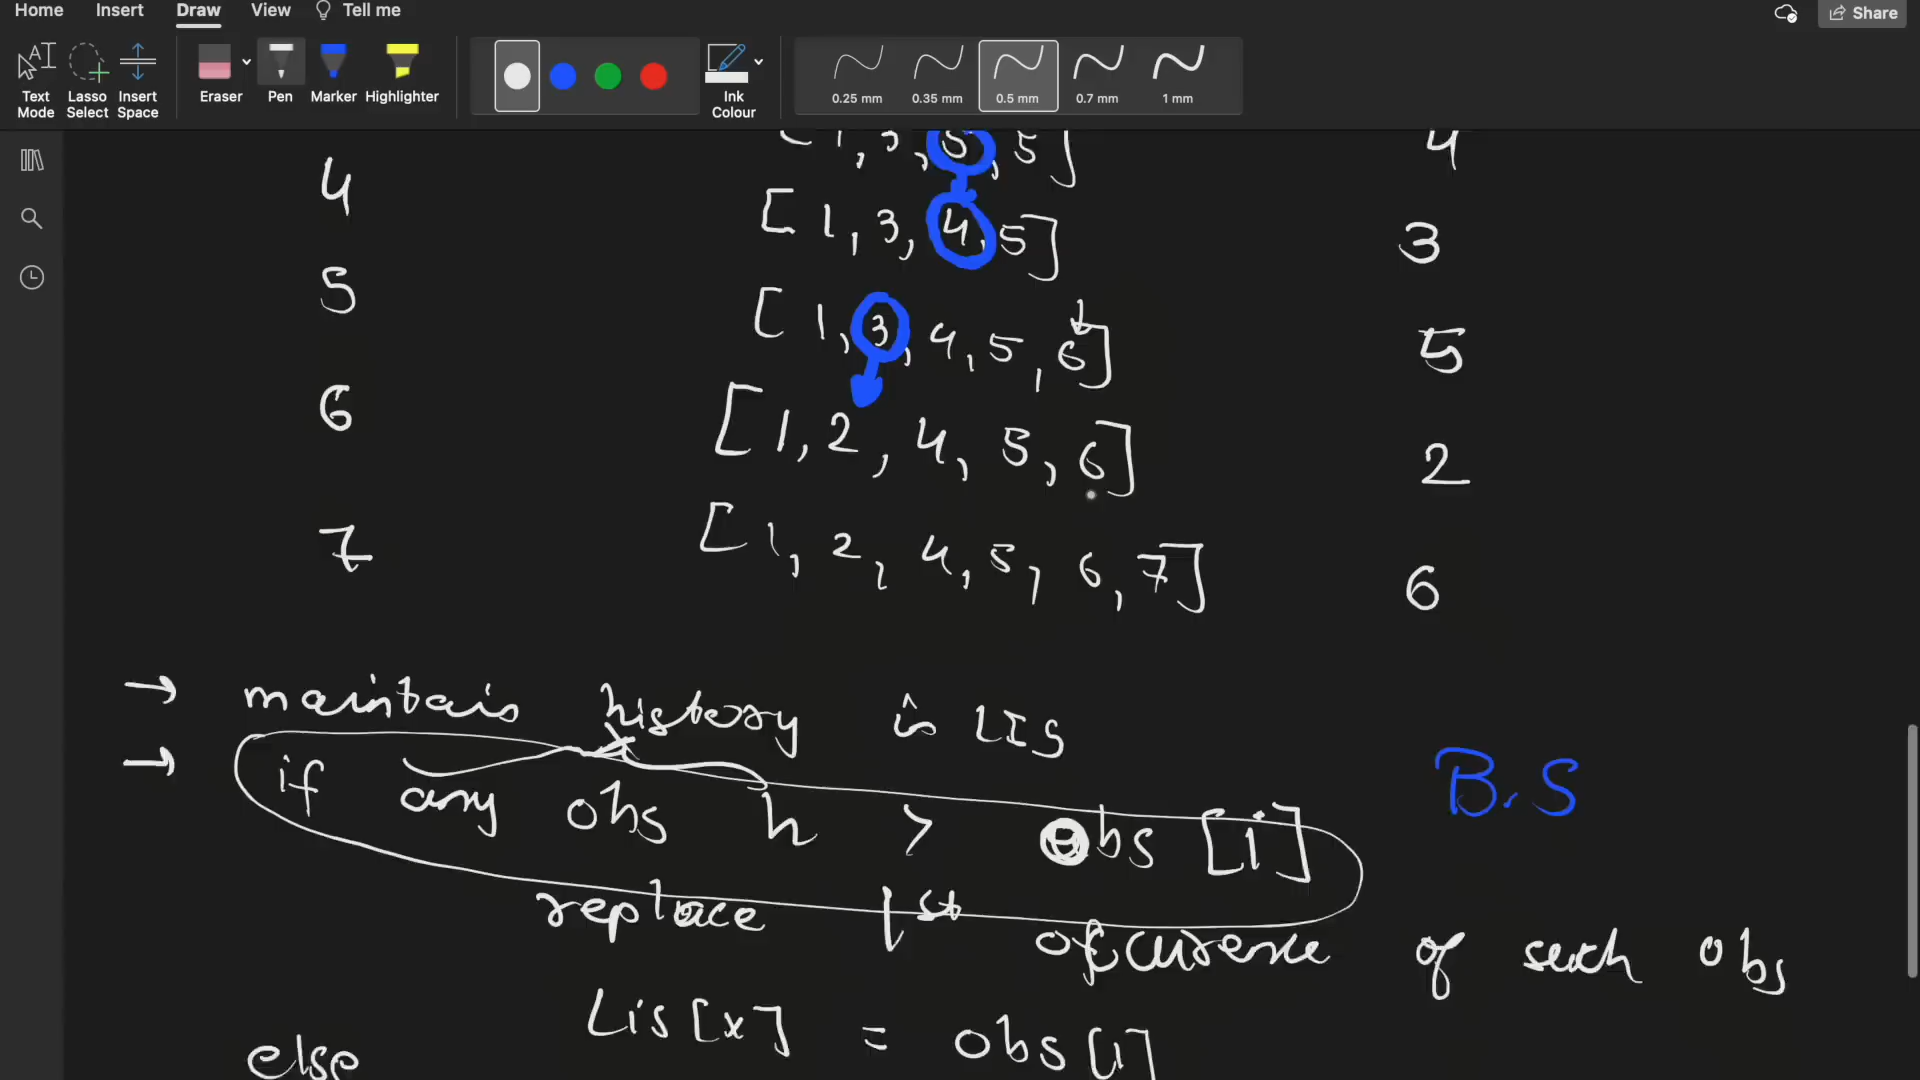 Home Insert Draw View Tell me Share
Text Mode Lasso Select Insert Space Eraser Pen Marker Highlighter Ink Colour 0.25 mm 0.35 mm 0.5 mm 0.7 mm 1 mm
[1, 3, 5, 5] 4
4 [1, 3, 4, 5] 3
5 [1, 3, 4, 5, 6] 5
6 [1, 2, 4, 5, 6] 2
7 [1, 2, 4, 5, 6, 7] 6
→ maintain history in LIS
→ if any obs h > obs [i] B.S
replace 1st occurence of such obs
Lis[x] = obs[i]
else